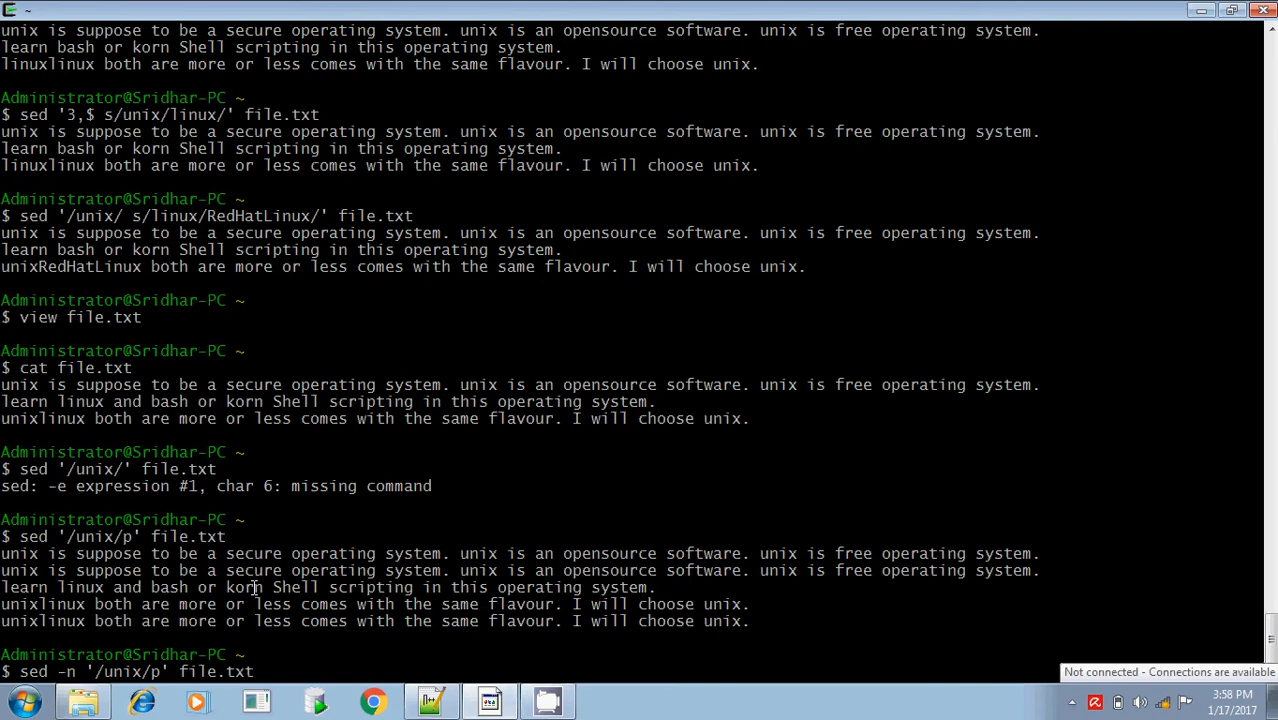 ~
unix is suppose to be a secure operating system. unix is an opensource software. unix is free operating system.
learn bash or korn Shell scripting in this operating system.
linuxlinux both are more or less comes with the same flavour. I will choose unix.
Administrator@Sridhar-PC ~
$ sed '3,$ s/unix/linux/' file.txt
unix is suppose to be a secure operating system. unix is an opensource software. unix is free operating system.
learn bash or korn Shell scripting in this operating system.
linuxlinux both are more or less comes with the same flavour. I will choose unix.
Administrator@Sridhar-PC ~
$ sed '/unix/ s/linux/RedHatLinux/' file.txt
unix is suppose to be a secure operating system. unix is an opensource software. unix is free operating system.
learn bash or korn Shell scripting in this operating system.
unixRedHatLinux both are more or less comes with the same flavour. I will choose unix.
Administrator@Sridhar-PC ~
$ view file.txt
Administrator@Sridhar-PC ~
$ cat file.txt
unix is suppose to be a secure operating system. unix is an opensource software. unix is free operating system.
learn linux and bash or korn Shell scripting in this operating system.
unixlinux both are more or less comes with the same flavour. I will choose unix.
Administrator@Sridhar-PC ~
$ sed '/unix/' file.txt
sed: -e expression #1, char 6: missing command
Administrator@Sridhar-PC ~
$ sed '/unix/p' file.txt
unix is suppose to be a secure operating system. unix is an opensource software. unix is free operating system.
unix is suppose to be a secure operating system. unix is an opensource software. unix is free operating system.
learn linux and bash or korn Shell scripting in this operating system.
unixlinux both are more or less comes with the same flavour. I will choose unix.
unixlinux both are more or less comes with the same flavour. I will choose unix.
Administrator@Sridhar-PC ~
$ sed -n '/unix/p' file.txt
Not connected - Connections are available
3:58 PM
1/17/2017